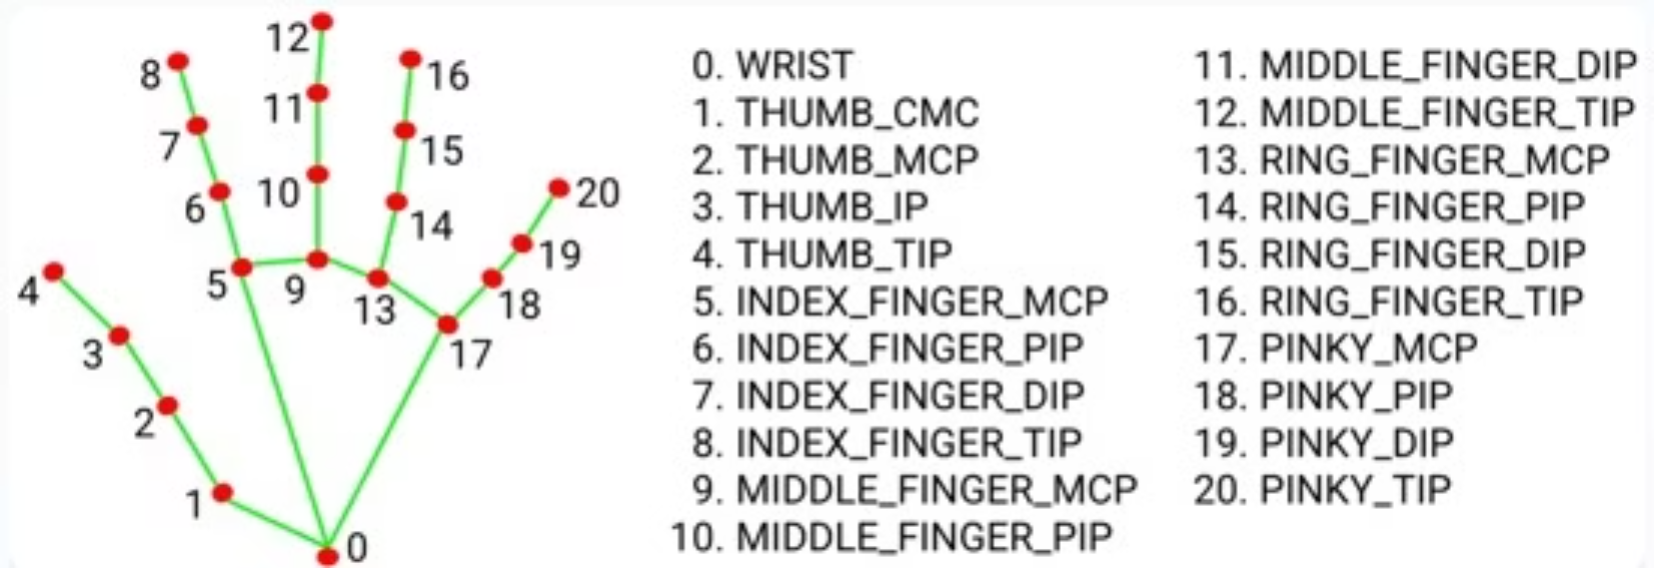 12
8
16
11
7
15
10
20
6
14
19
4
5
9
13
18
3
17
2
1
0
0. WRIST
1. THUMB_CMC
2. THUMB_MCP
3. THUMB_IP
4. THUMB_TIP
5. INDEX_FINGER_MCP
6. INDEX_FINGER_PIP
7. INDEX_FINGER_DIP
8. INDEX_FINGER_TIP
9. MIDDLE_FINGER_MCP
10. MIDDLE_FINGER_PIP
11. MIDDLE_FINGER_DIP
12. MIDDLE_FINGER_TIP
13. RING_FINGER_MCP
14. RING_FINGER_PIP
15. RING_FINGER_DIP
16. RING_FINGER_TIP
17. PINKY_MCP
18. PINKY_PIP
19. PINKY_DIP
20. PINKY_TIP